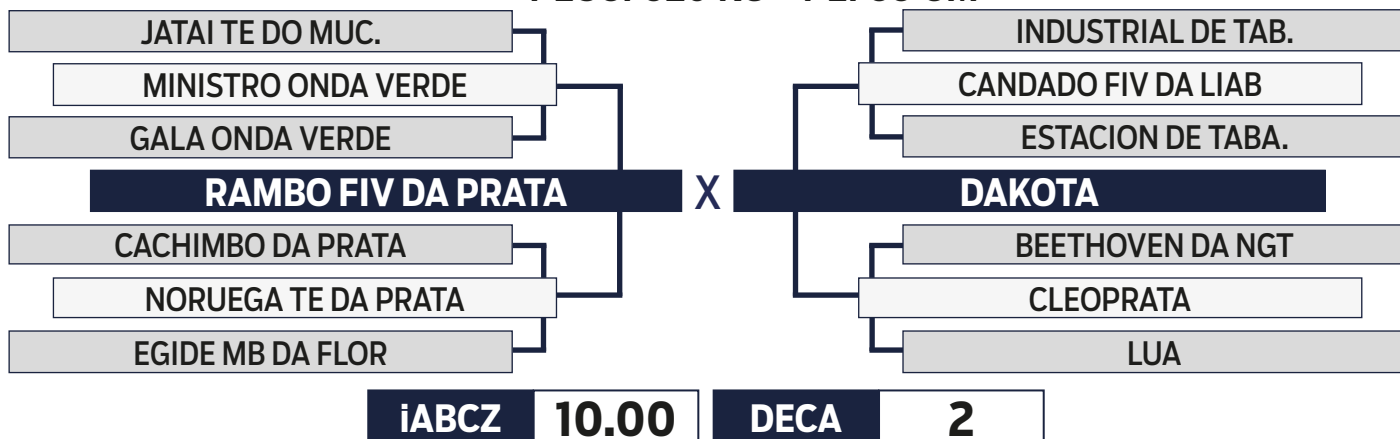 JATAI TE DO MUC.
MINISTRO ONDA VERDE
GALA ONDA VERDE
RAMBO FIV DA PRATA X DAKOTA
CACHIMBO DA PRATA
NORUEGA TE DA PRATA
EGIDE MB DA FLOR
INDUSTRIAL DE TAB.
CANDADO FIV DA LIAB
ESTACION DE TABA.
BEETHOVEN DA NGT
CLEOPRATA
LUA
iABCZ 10.00 DECA 2